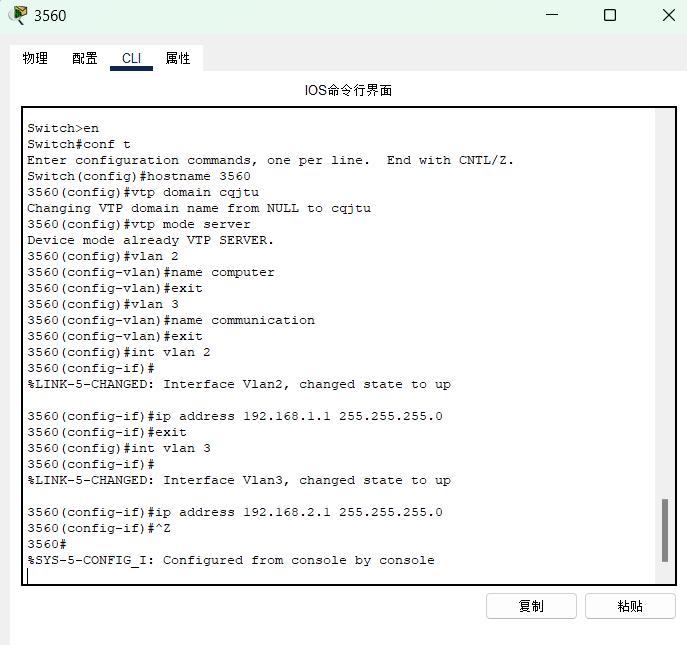 3560
物理 配置 CLI 属性
IOS命令行界面
Switch>en
Switch#conf t
Enter configuration commands, one per line.  End with CNTL/Z.
Switch(config)#hostname 3560
3560(config)#vtp domain cqjtu
Changing VTP domain name from NULL to cqjtu
3560(config)#vtp mode server
Device mode already VTP SERVER.
3560(config)#vlan 2
3560(config-vlan)#name computer
3560(config-vlan)#exit
3560(config)#vlan 3
3560(config-vlan)#name communication
3560(config-vlan)#exit
3560(config)#int vlan 2
3560(config-if)#
%LINK-5-CHANGED: Interface Vlan2, changed state to up
3560(config-if)#ip address 192.168.1.1 255.255.255.0
3560(config-if)#exit
3560(config)#int vlan 3
3560(config-if)#
%LINK-5-CHANGED: Interface Vlan3, changed state to up
3560(config-if)#ip address 192.168.2.1 255.255.255.0
3560(config-if)#^Z
3560#
%SYS-5-CONFIG_I: Configured from console by console
复制 粘贴